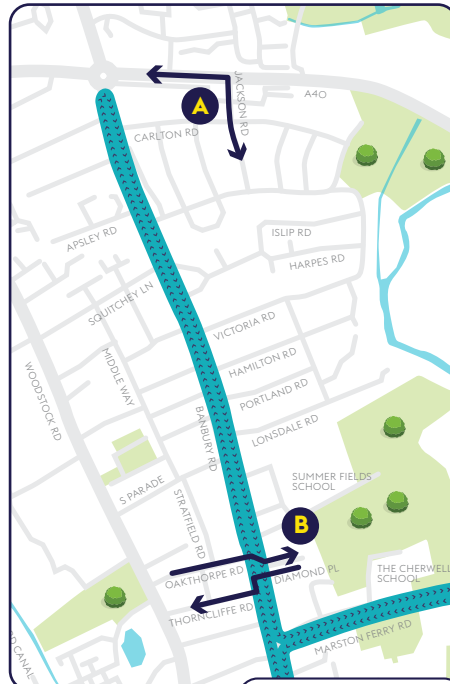 JACKSON RD
A40
A
CARLTON RD
APSLEY RD
ISLIP RD
HARPES RD
SQUITCHEY LN
VICTORIA RD
MIDDLE WAY
HAMILTON RD
WOODSTOCK RD
PORTLAND RD
BANBURY RD
LONSDALE RD
SUMMER FIELDS
SCHOOL
S PARADE
STRATFIELD RD
B
OAKTHORPE RD
DIAMOND PL
THE CHERWELL
SCHOOL
THORNCLIFFE RD
MARSTON FERRY RD
D CANAL